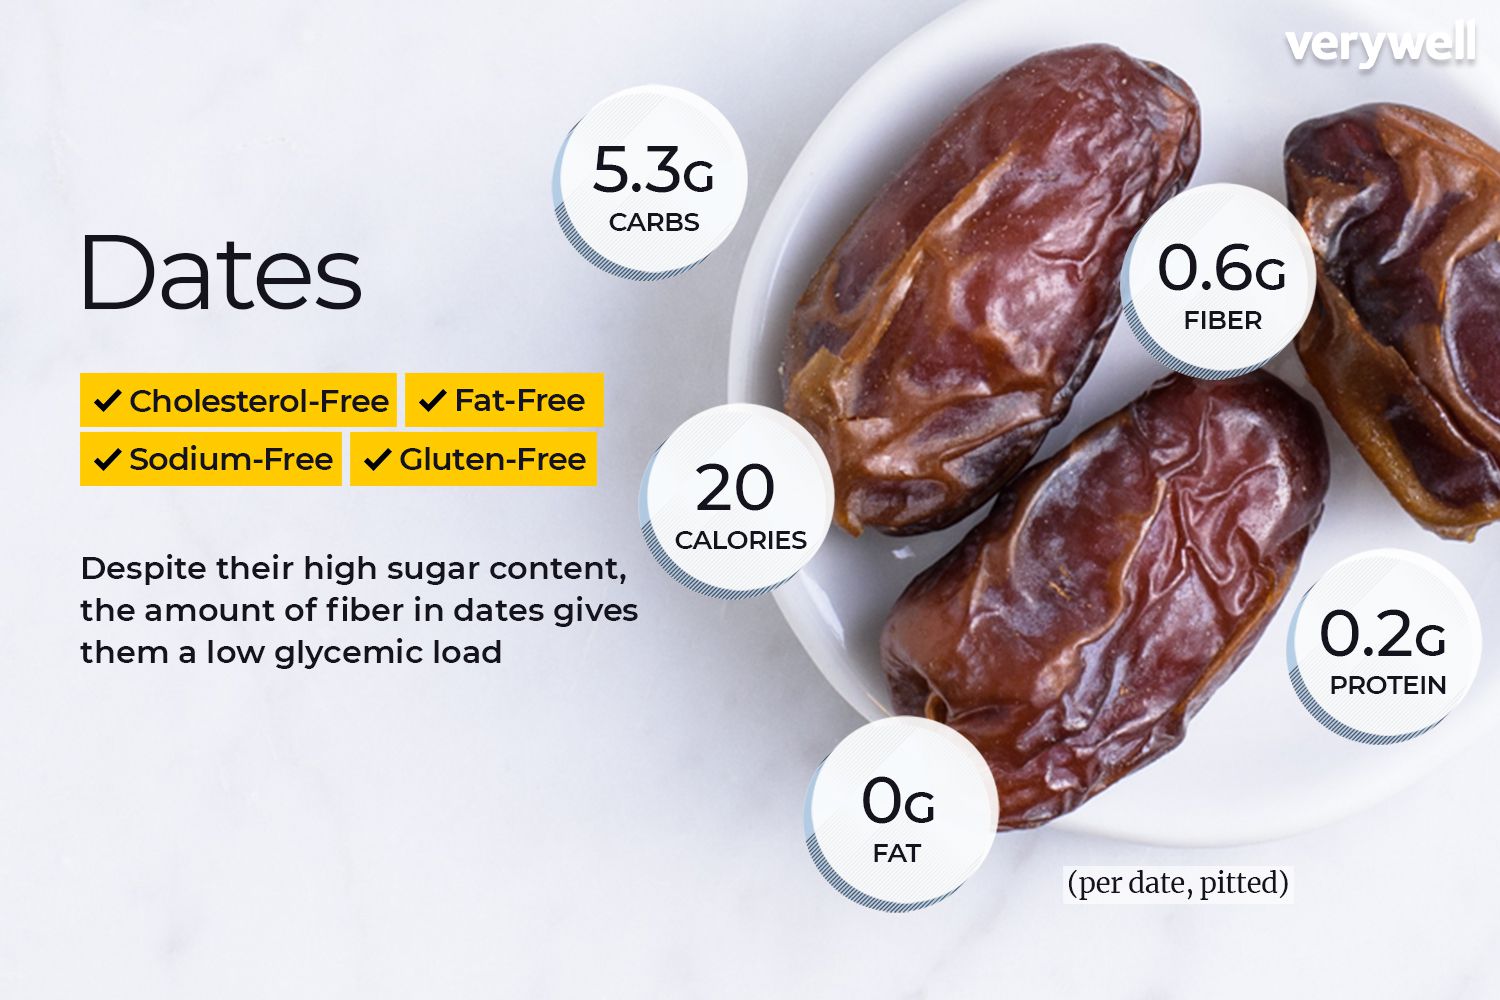 verywell
Dates
✓ Cholesterol-Free ✓ Fat-Free
✓ Sodium-Free ✓ Gluten-Free
Despite their high sugar content,
the amount of fiber in dates gives
them a low glycemic load
5.3G
CARBS
0.6G
FIBER
20
CALORIES
0.2G
PROTEIN
0G
FAT
(per date, pitted)